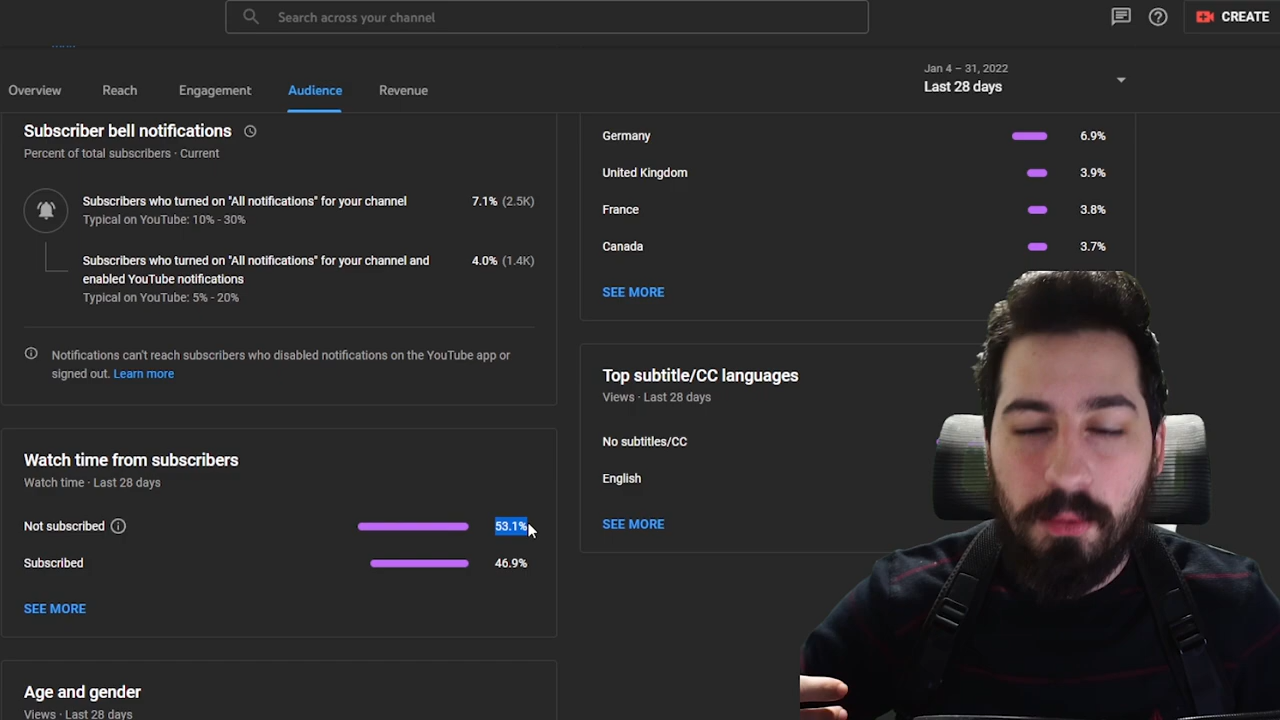 Search across your channel
CREATE
Overview
Reach
Engagement
Audience
Revenue
Jan 4 – 31, 2022
Last 28 days
Subscriber bell notifications
Percent of total subscribers · Current
Subscribers who turned on "All notifications" for your channel
7.1% (2.5K)
Typical on YouTube: 10% - 30%
Subscribers who turned on "All notifications" for your channel and
4.0% (1.4K)
enabled YouTube notifications
Typical on YouTube: 5% - 20%
Notifications can't reach subscribers who disabled notifications on the YouTube app or
signed out. Learn more
Watch time from subscribers
Watch time · Last 28 days
Not subscribed
53.1%
Subscribed
46.9%
SEE MORE
Age and gender
Views · Last 28 days
Germany
6.9%
United Kingdom
3.9%
France
3.8%
Canada
3.7%
SEE MORE
Top subtitle/CC languages
Views · Last 28 days
No subtitles/CC
English
SEE MORE